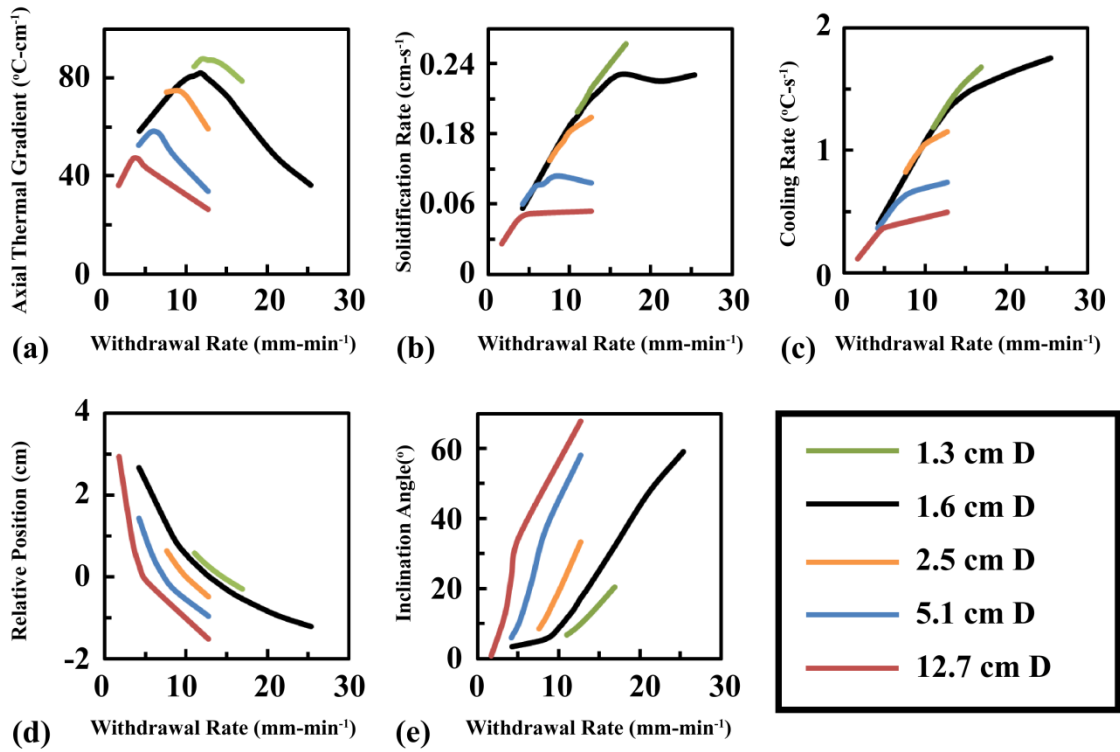 Axial Thermal Gradient (°C-cm⁻¹)
80
40
0
0 10 20 30
(a) Withdrawal Rate (mm-min⁻¹)
Solidification Rate (cm-s⁻¹)
0.24
0.18
0.06
0
0 10 20 30
(b) Withdrawal Rate (mm-min⁻¹)
Cooling Rate (°C-s⁻¹)
2
1
0
0 10 20 30
(c) Withdrawal Rate (mm-min⁻¹)
Relative Position (cm)
4
2
0
-2
0 10 20 30
(d) Withdrawal Rate (mm-min⁻¹)
Inclination Angle(°)
60
40
20
0
0 10 20 30
(e) Withdrawal Rate (mm-min⁻¹)
1.3 cm D
1.6 cm D
2.5 cm D
5.1 cm D
12.7 cm D